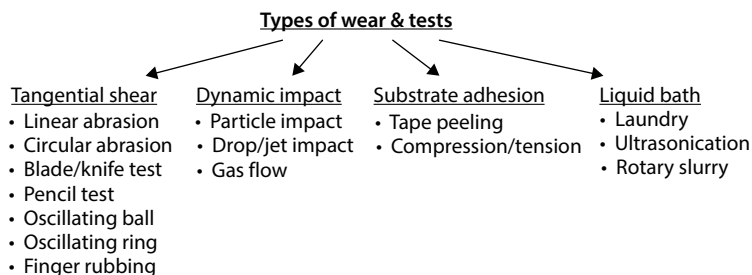 Types of wear & tests
Tangential shear
• Linear abrasion
• Circular abrasion
• Blade/knife test
• Pencil test
• Oscillating ball
• Oscillating ring
• Finger rubbing
Dynamic impact
• Particle impact
• Drop/jet impact
• Gas flow
Substrate adhesion
• Tape peeling
• Compression/tension
Liquid bath
• Laundry
• Ultrasonication
• Rotary slurry